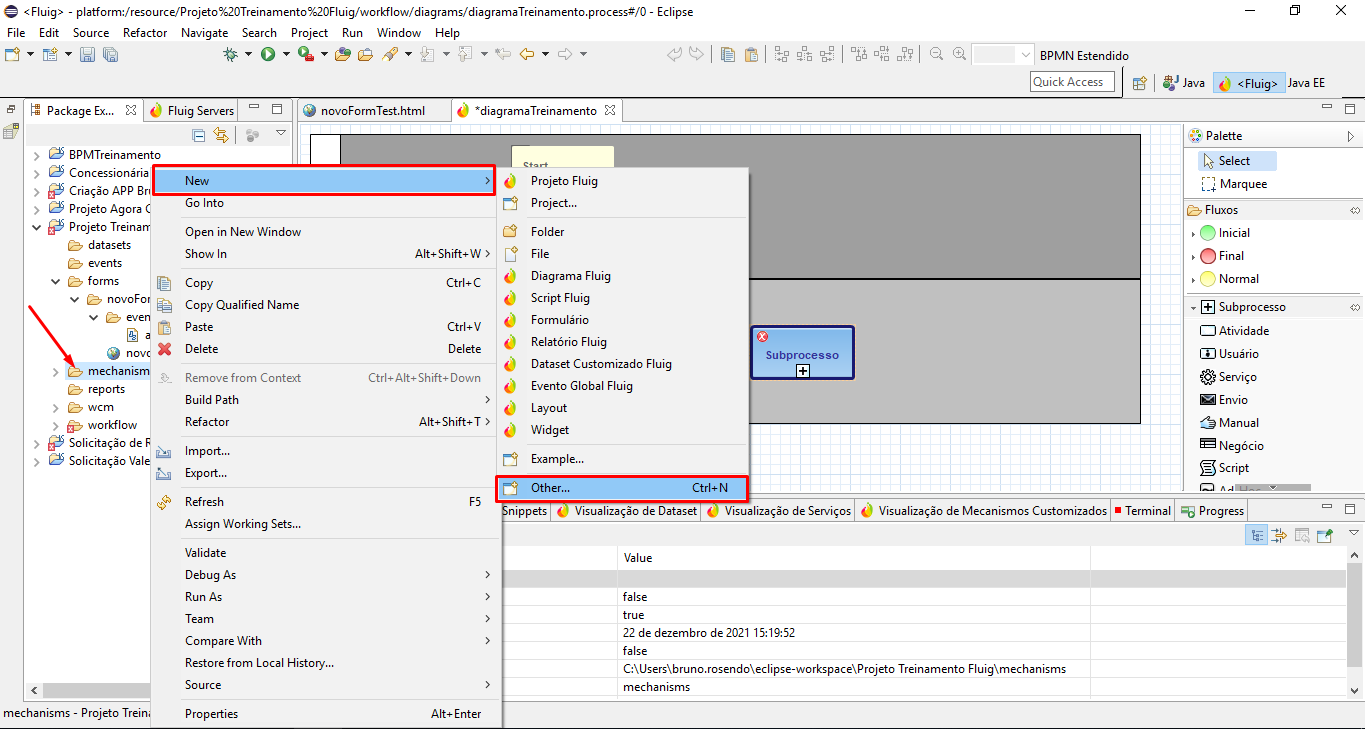 <Fluig> - platform:/resource/Projeto%20Treinamento%20Fluig/workflow/diagrams/diagramaTreinamento.process#/0 - Eclipse
File Edit Source Refactor Navigate Search Project Run Window Help
BPMN Estendido
Quick Access
Java
<Fluig>
Java EE
Package Ex...
Fluig Servers
BPMTreinamento
Concessionária
Criação APP Bru
Projeto Agora C
Projeto Treinam
datasets
events
forms
novoFor
even
a
novo
mechanism
reports
wcm
workflow
Solicitação de R
Solicitação Vale
New
Go Into
Open in New Window
Show In Alt+Shift+W
Copy Ctrl+C
Copy Qualified Name
Paste Ctrl+V
Delete Delete
Remove from Context Ctrl+Alt+Shift+Down
Build Path
Refactor Alt+Shift+T
Import...
Export...
Refresh F5
Assign Working Sets...
Validate
Debug As
Run As
Team
Compare With
Restore from Local History...
Source
Properties Alt+Enter
Projeto Fluig
Project...
Folder
File
Diagrama Fluig
Script Fluig
Formulário
Relatório Fluig
Dataset Customizado Fluig
Evento Global Fluig
Layout
Widget
Example...
Other... Ctrl+N
novoFormTest.html
*diagramaTreinamento
Start
Subprocesso
Palette
Select
Marquee
Fluxos
Inicial
Final
Normal
Subprocesso
Atividade
Usuário
Serviço
Envio
Manual
Negócio
Script
Snippets
Visualização de Dataset
Visualização de Serviços
Visualização de Mecanismos Customizados
Terminal
Progress
Value
false
true
22 de dezembro de 2021 15:19:52
false
C:\Users\bruno.rosendo\eclipse-workspace\Projeto Treinamento Fluig\mechanisms
mechanisms
mechanisms - Projeto Treina